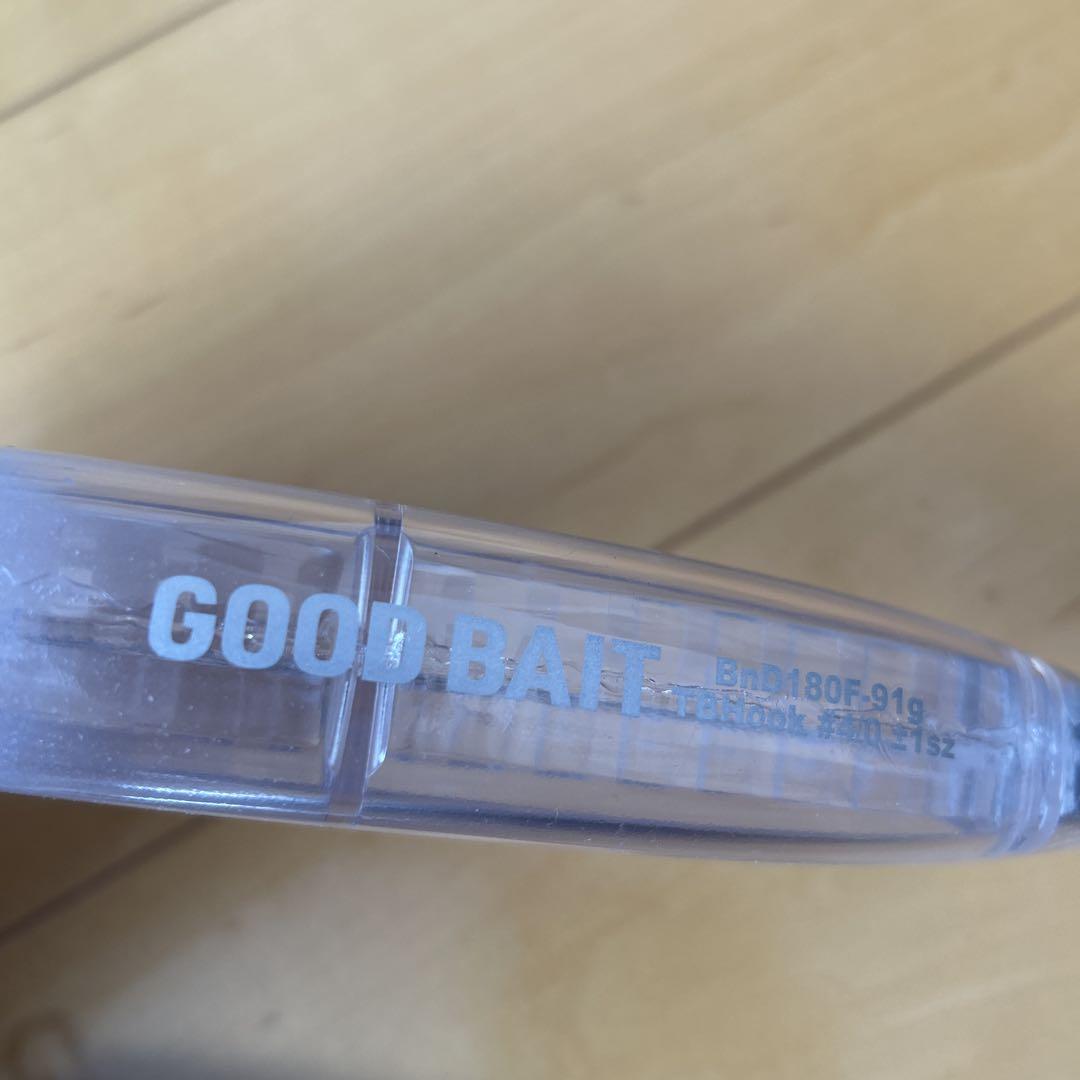 GOOD BAIT
BnD180F-91g
TBHook #4/0 ±1sz